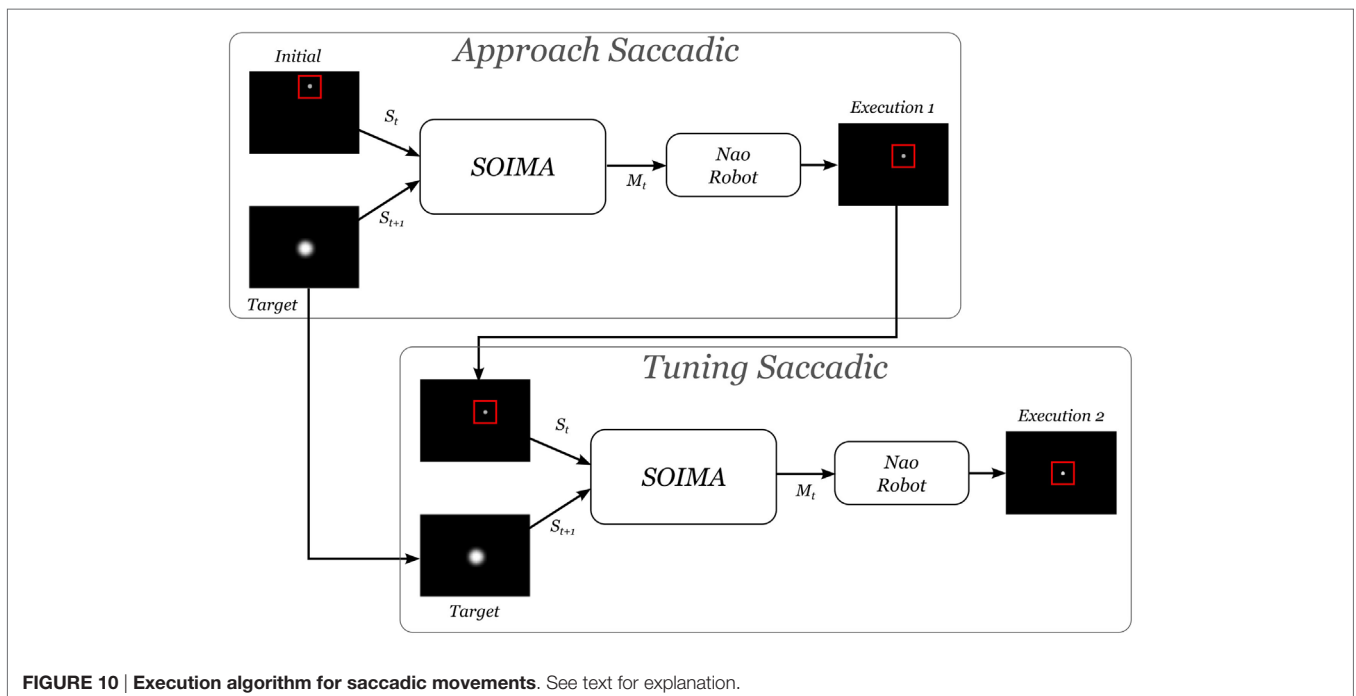 Approach Saccadic
Initial
S_t
SOIMA
M_t
Nao
Robot
Execution 1
S_{t+1}
Target
Tuning Saccadic
S_t
SOIMA
M_t
Nao
Robot
Execution 2
S_{t+1}
Target
FIGURE 10 | Execution algorithm for saccadic movements. See text for explanation.